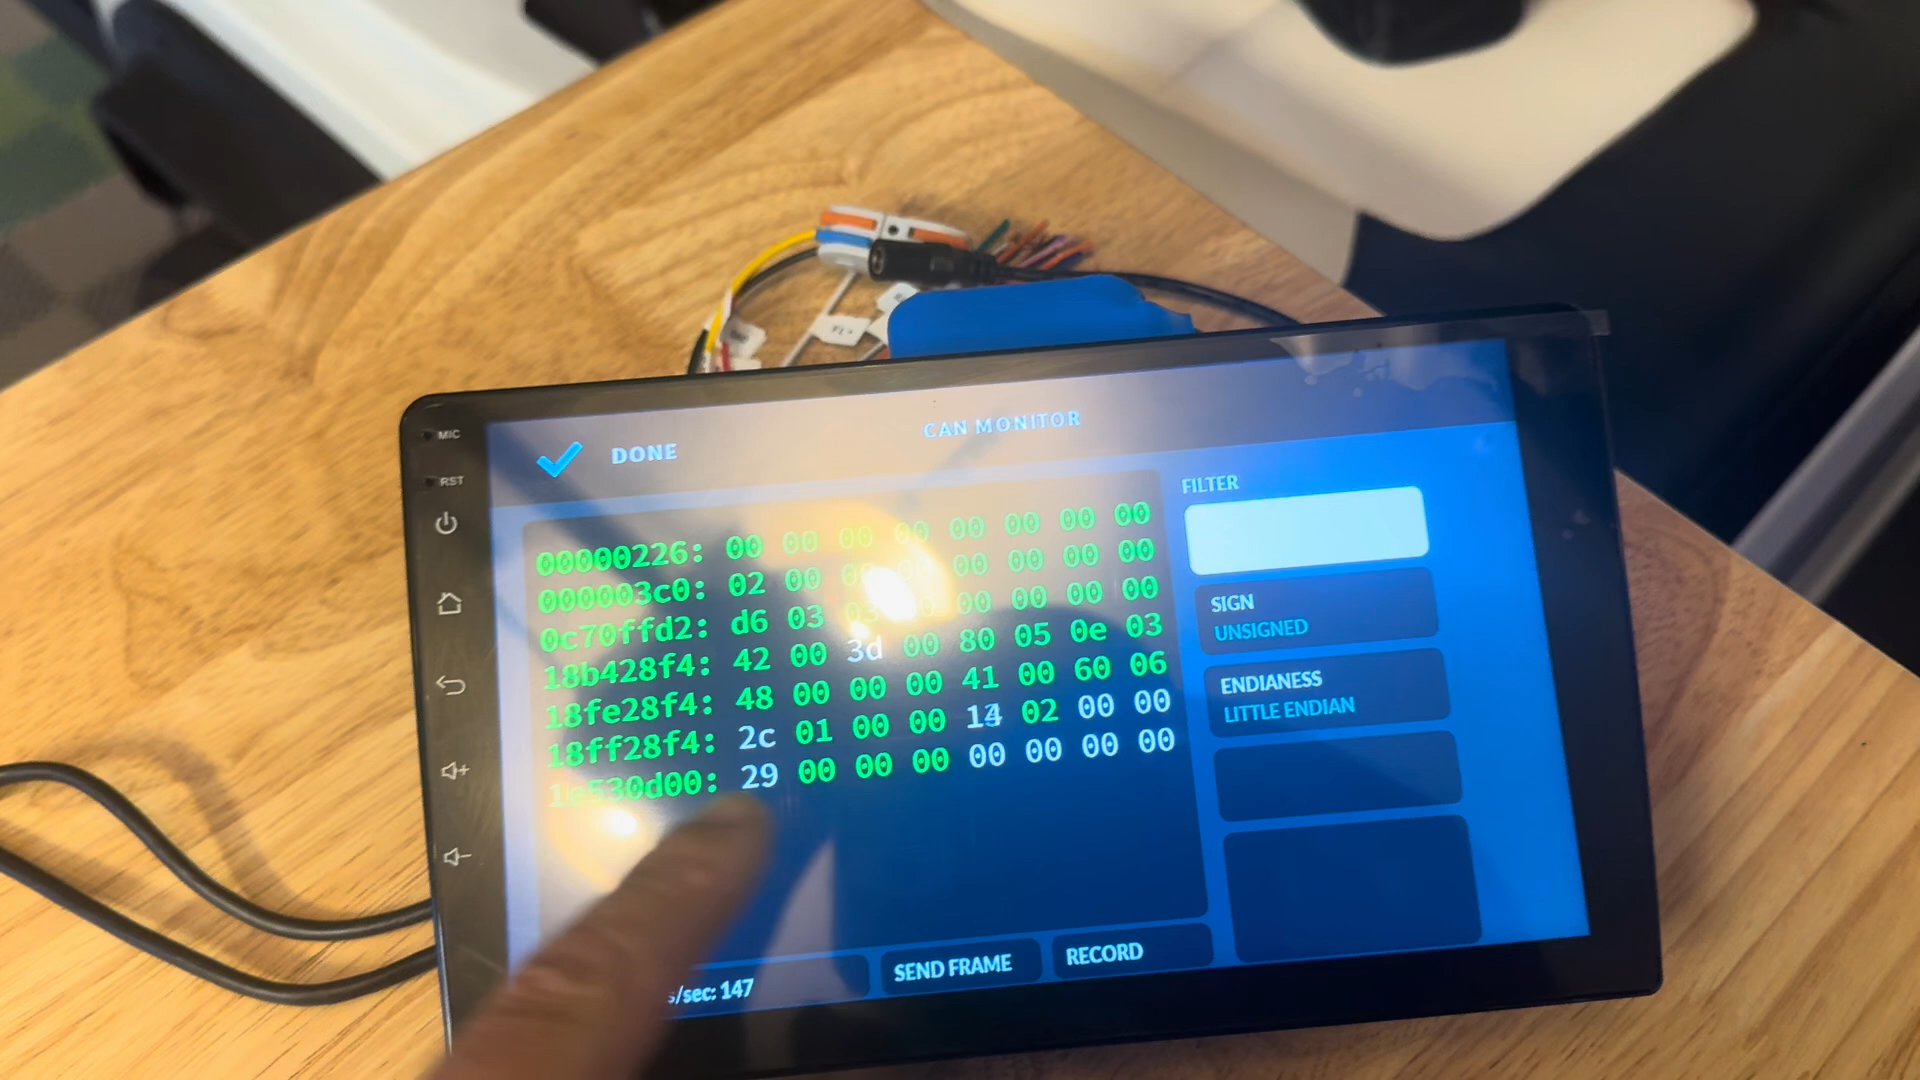 MIC
RST
DONE
CAN MONITOR
00000226: 00 00 00 00 00 00 00 00
000003c0: 02 00 00 00 00 00 00
0c70ffd2: d6 03 03 00 00 00 00
18b428f4: 42 00 3d 00 80 05 0e 03
18fe28f4: 48 00 00 00 41 00 60 06
18ff28f4: 2c 01 00 00 14 02 00 00
1e530d00: 29 00 00 00 00 00 00 00
FILTER
SIGN
UNSIGNED
ENDIANESS
LITTLE ENDIAN
s/sec: 147
SEND FRAME
RECORD